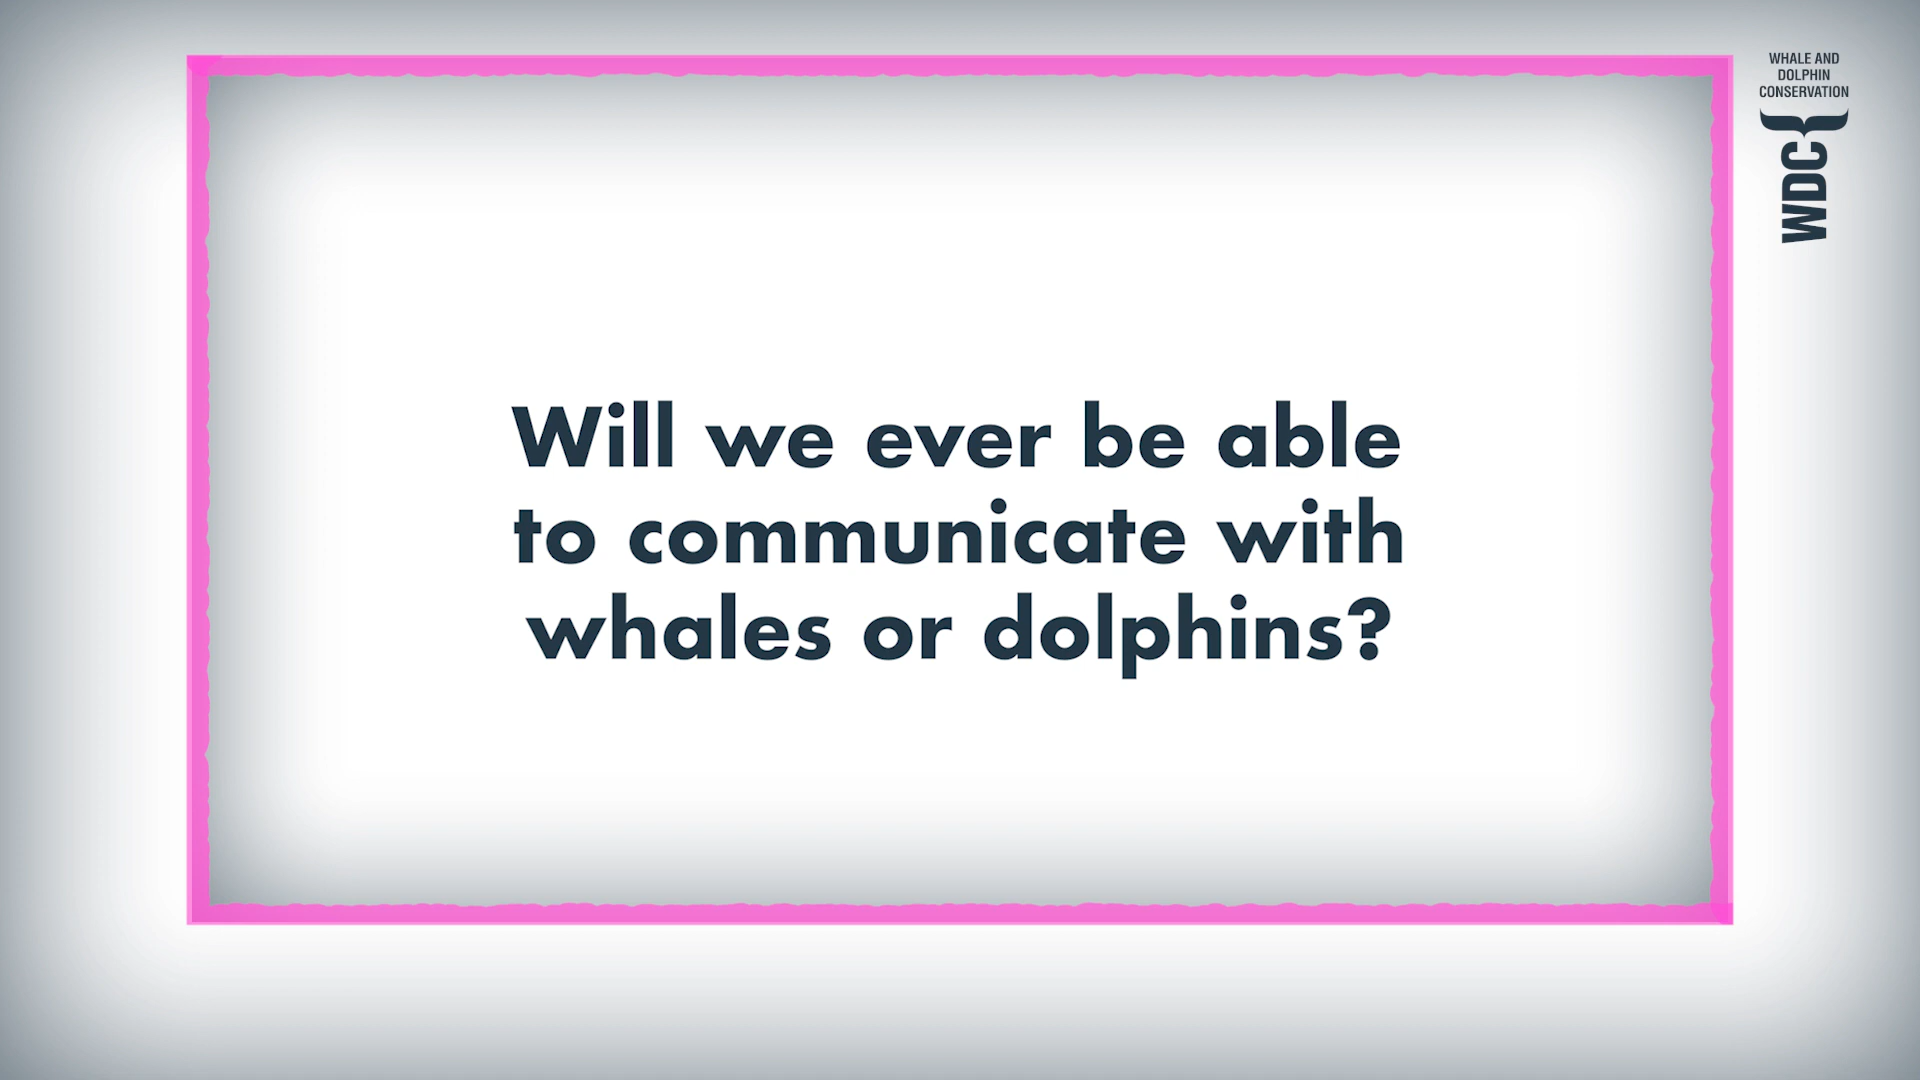 WHALE AND
DOLPHIN
CONSERVATION
WDC
Will we ever be able
to communicate with
whales or dolphins?